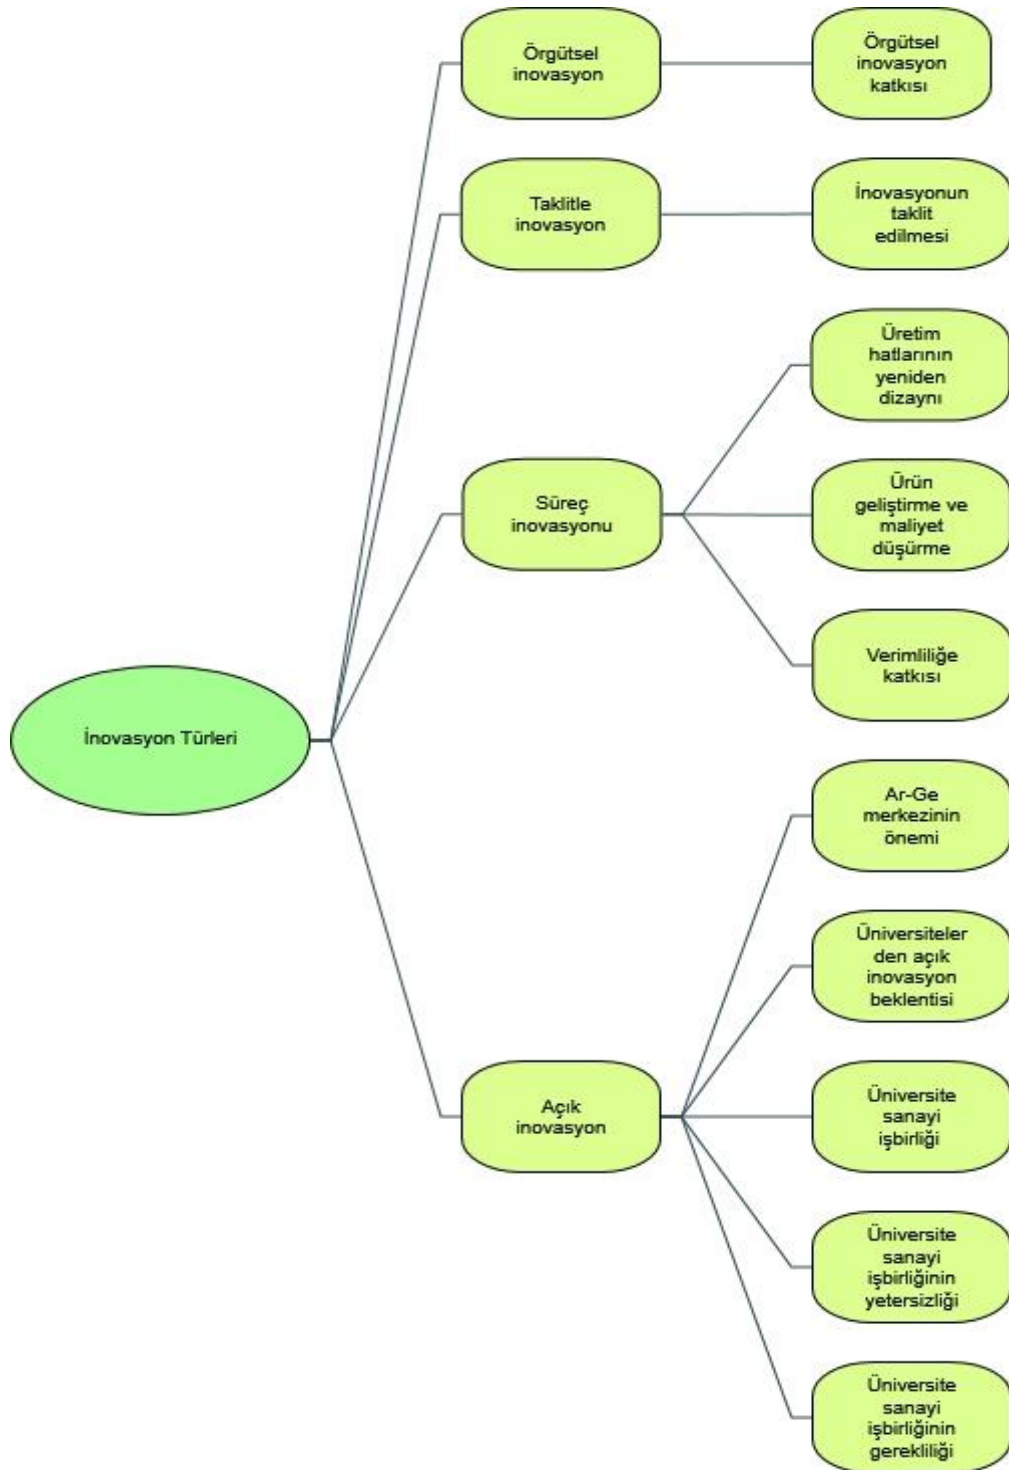 Örgütsel
inovasyon
Örgütsel
inovasyon
katkısı
Taklitle
inovasyon
İnovasyonun
taklit
edilmesi
Üretim
hatlarının
yeniden
dizaynı
Süreç
inovasyonu
Ürün
geliştirme ve
maliyet
düşürme
Verimliliğe
katkısı
İnovasyon Türleri
Ar-Ge
merkezinin
önemi
Üniversiteler
den açık
inovasyon
beklentisi
Açık
inovasyon
Üniversite
sanayi
işbirliği
Üniversite
sanayi
işbirliğinin
yetersizliği
Üniversite
sanayi
işbirliğinin
gerekliliği